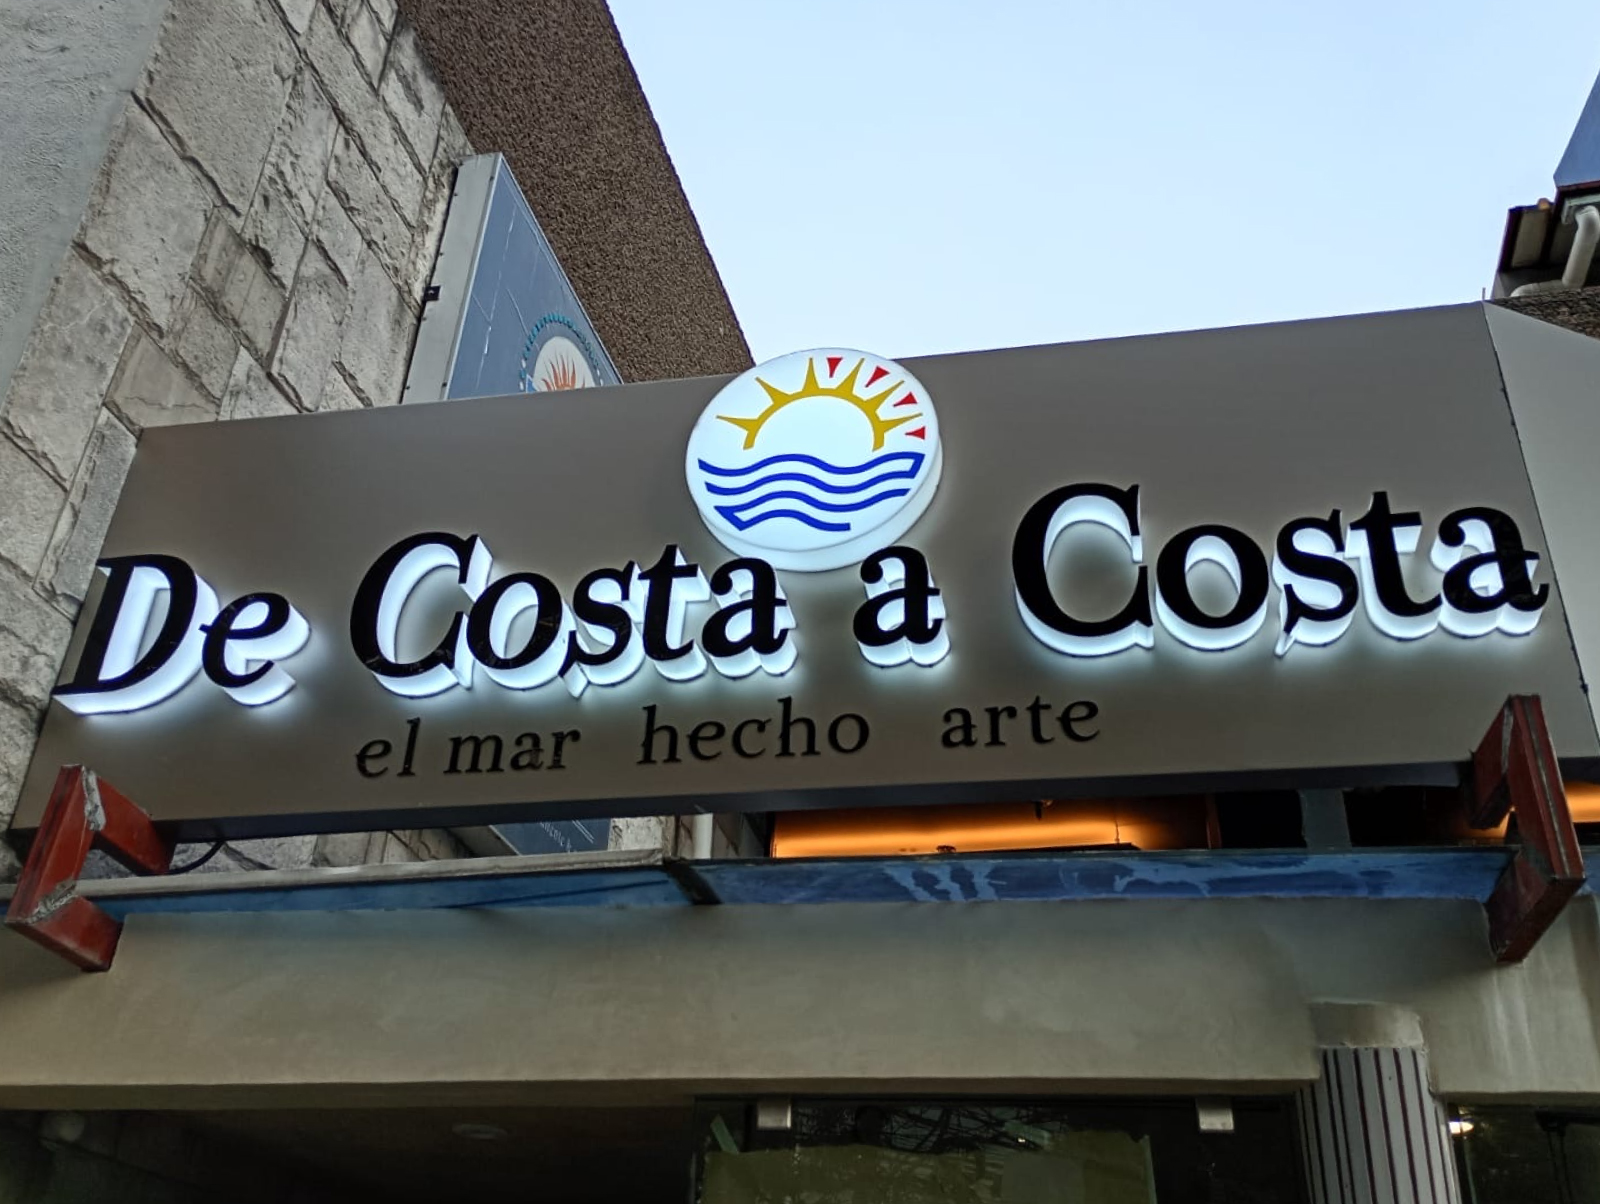 De Costa a Costa
el mar hecho arte